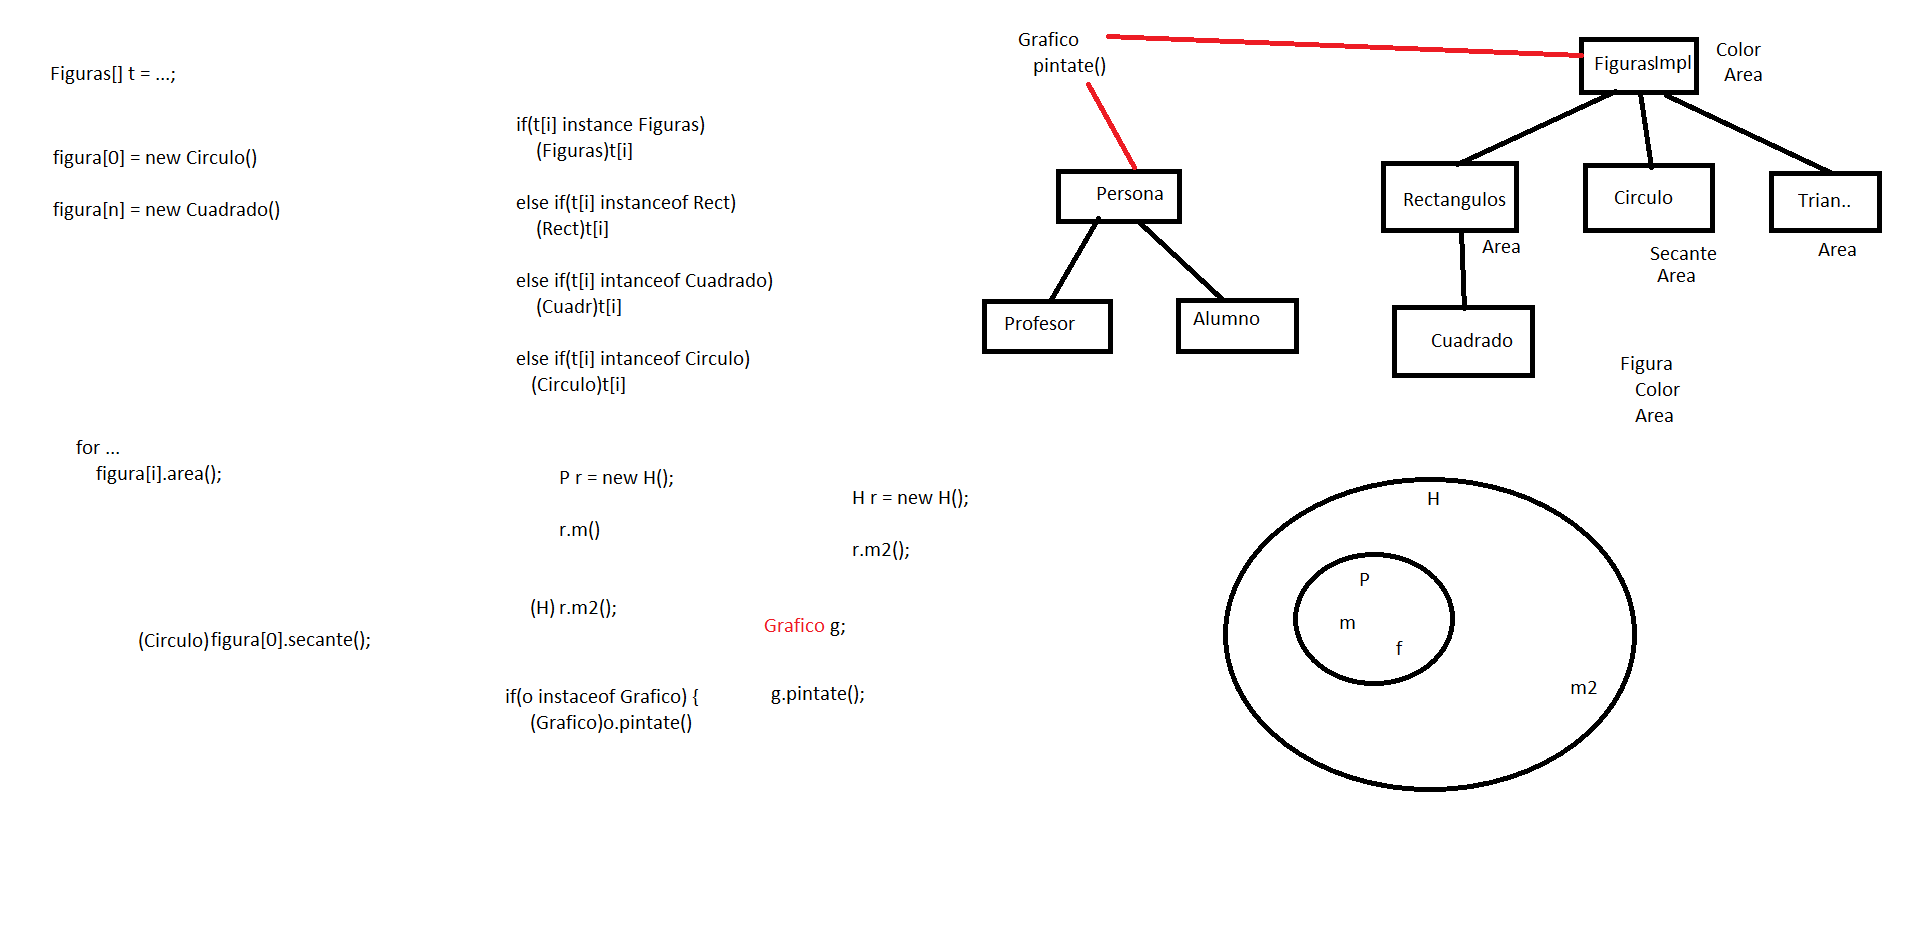 Figuras[] t = ...;
figura[0] = new Circulo()
figura[n] = new Cuadrado()
for ...
figura[i].area();
(Circulo)figura[0].secante();
if(t[i] instance Figuras)
(Figuras)t[i]
else if(t[i] instanceof Rect)
(Rect)t[i]
else if(t[i] intanceof Cuadrado)
(Cuadr)t[i]
else if(t[i] intanceof Circulo)
(Circulo)t[i]
P r = new H();
r.m()
(H) r.m2();
if(o instaceof Grafico) {
(Grafico)o.pintate()
H r = new H();
r.m2();
Grafico g;
g.pintate();
Grafico
pintate()
Persona
Profesor
Alumno
FigurasImpl
Color
Area
Rectangulos
Area
Circulo
Secante
Area
Trian..
Area
Cuadrado
Figura
Color
Area
H
P
m
f
m2